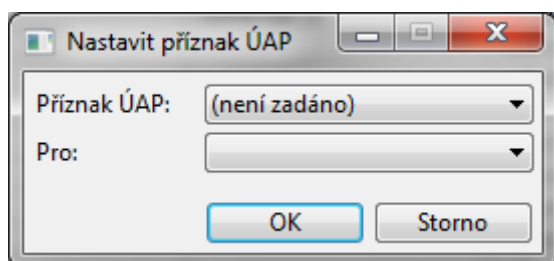 Nastavit příznak ÚAP
Příznak ÚAP: (není zadáno)
Pro:
OK Storno